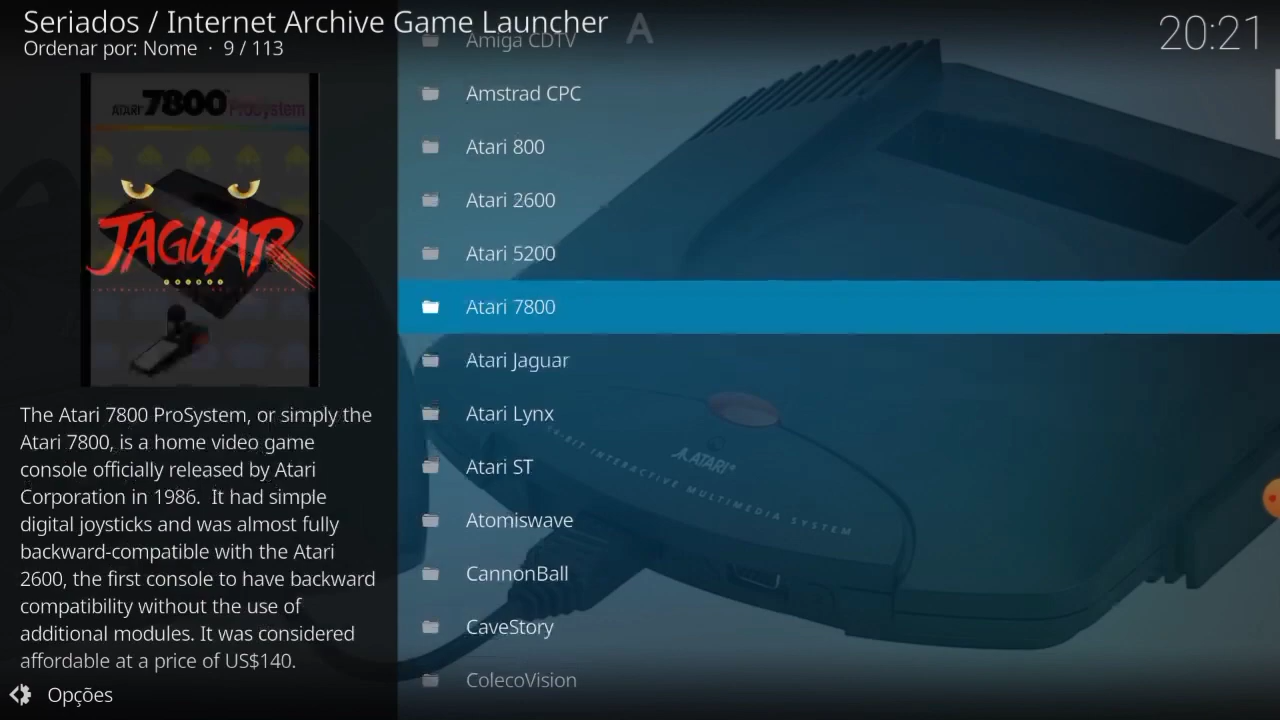 Seriados / Internet Archive Game Launcher
A
20:21
Ordenar por: Nome · 9 / 113
ATARI 7800 ProSystem
JAGUAR
The Atari 7800 ProSystem, or simply the
Atari 7800, is a home video game
console officially released by Atari
Corporation in 1986. It had simple
digital joysticks and was almost fully
backward-compatible with the Atari
2600, the first console to have backward
compatibility without the use of
additional modules. It was considered
affordable at a price of US$140.
Opções
Amiga CDTV
Amstrad CPC
Atari 800
Atari 2600
Atari 5200
Atari 7800
Atari Jaguar
Atari Lynx
Atari ST
Atomiswave
CannonBall
CaveStory
ColecoVision
ATARI®
64-BIT INTERACTIVE MULTIMEDIA SYSTEM